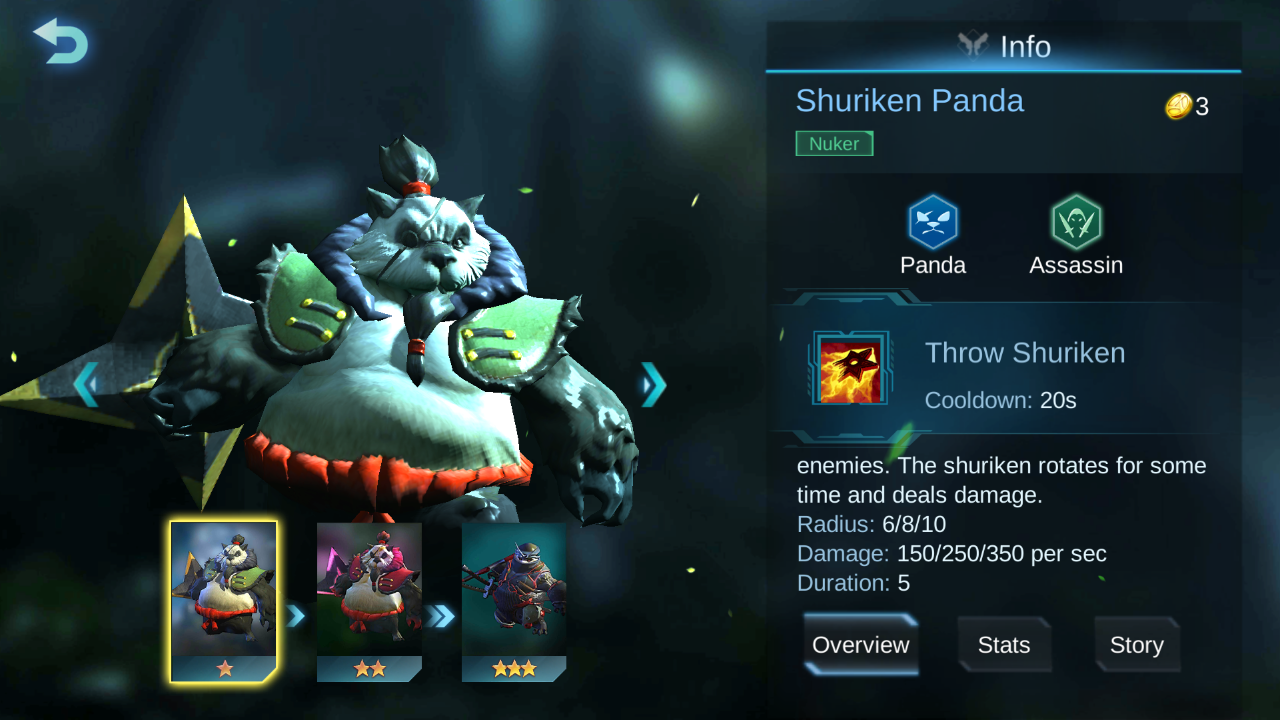 Info
Shuriken Panda
3
Nuker
Panda
Assassin
Throw Shuriken
Cooldown: 20s
enemies. The shuriken rotates for some
time and deals damage.
Radius: 6/8/10
Damage: 150/250/350 per sec
Duration: 5
Overview
Stats
Story